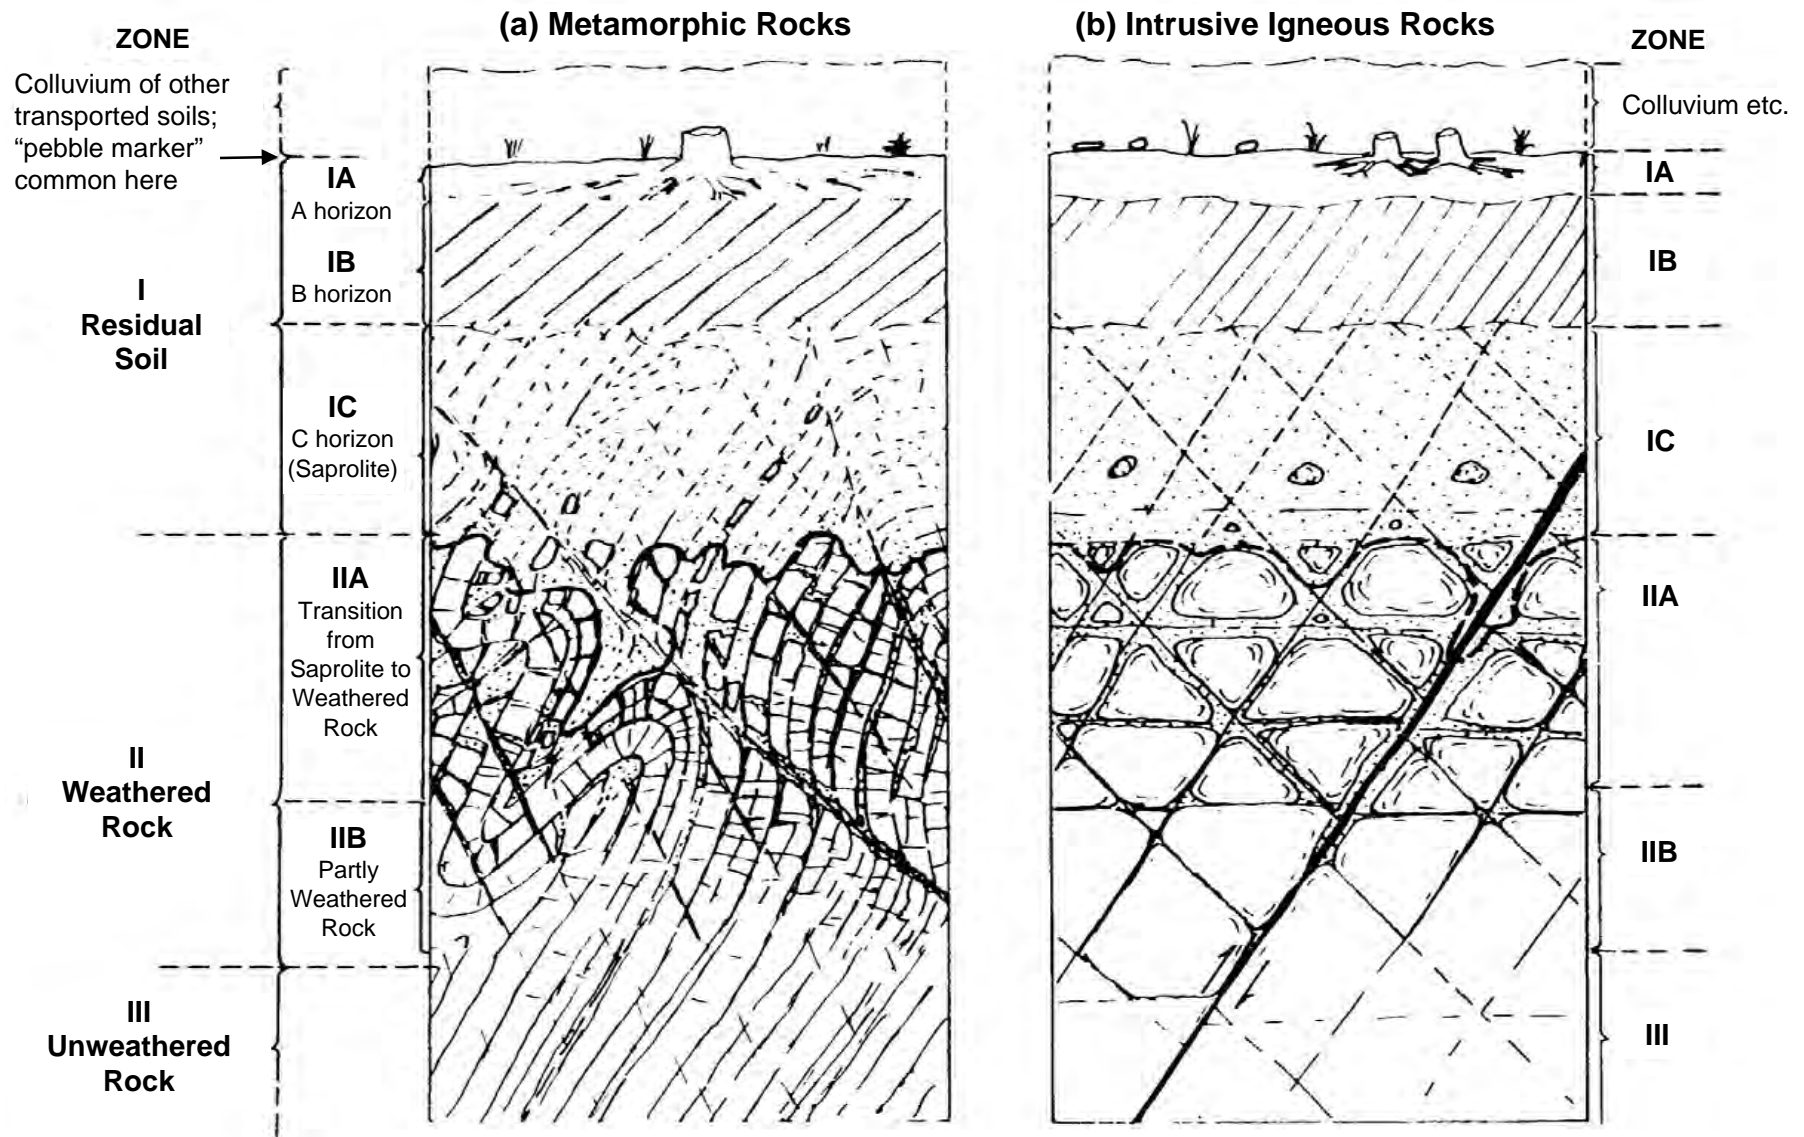 (a) Metamorphic Rocks
(b) Intrusive Igneous Rocks
ZONE
Colluvium of other
transported soils;
“pebble marker”
common here
I
Residual
Soil
II
Weathered
Rock
III
Unweathered
Rock
IA
A horizon
IB
B horizon
IC
C horizon
(Saprolite)
IIA
Transition
from
Saprolite to
Weathered
Rock
IIB
Partly
Weathered
Rock
ZONE
Colluvium etc.
IA
IB
IC
IIA
IIB
III